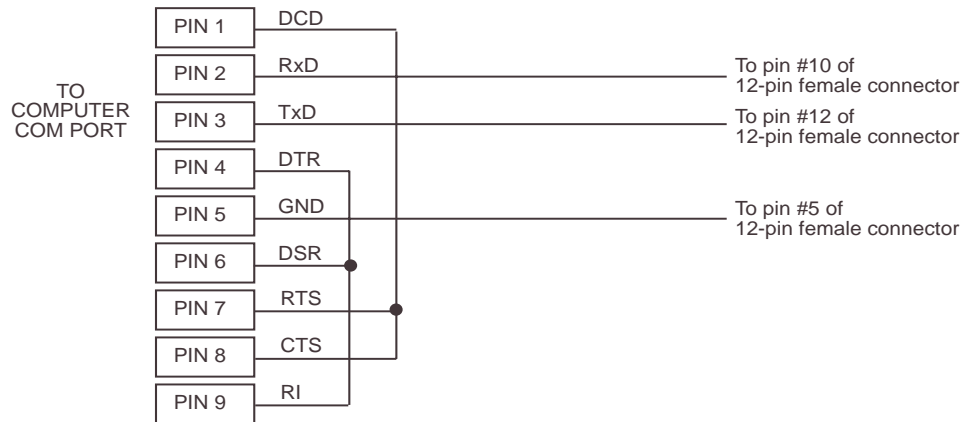 TO
COMPUTER
COM PORT
PIN 1 DCD
PIN 2 RxD
To pin #10 of
12-pin female connector
PIN 3 TxD
To pin #12 of
12-pin female connector
PIN 4 DTR
PIN 5 GND
To pin #5 of
12-pin female connector
PIN 6 DSR
PIN 7 RTS
PIN 8 CTS
PIN 9 RI